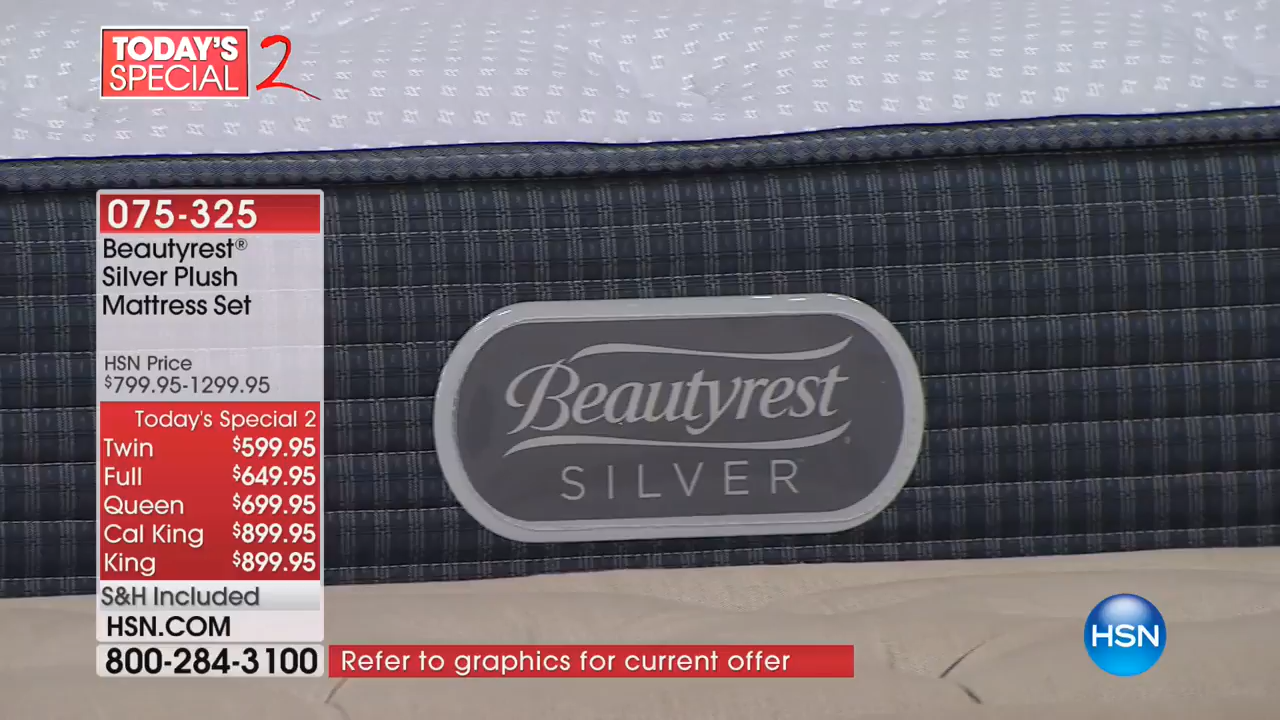 TODAY'S
SPECIAL 2
075-325
Beautyrest®
Silver Plush
Mattress Set
HSN Price
$799.95-1299.95
Today's Special 2
Twin $599.95
Full $649.95
Queen $699.95
Cal King $899.95
King $899.95
S&H Included
HSN.COM
800-284-3100 Refer to graphics for current offer
Beautyrest
SILVER™
HSN